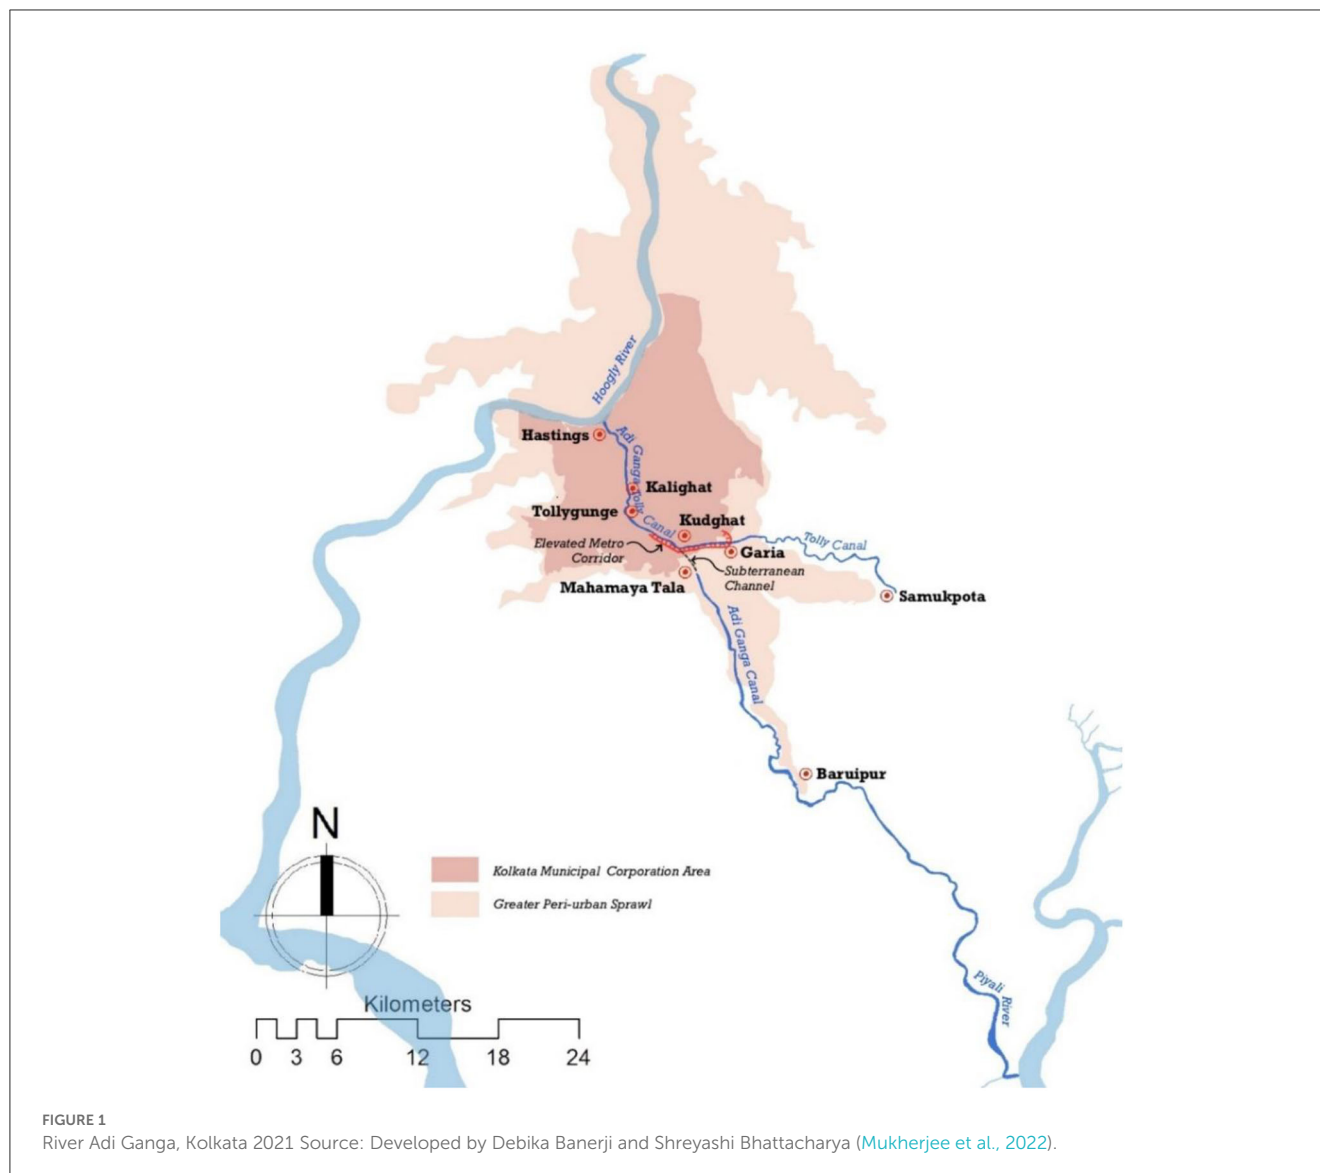 Hoogly River
Hastings
Adi Ganga
Tolly
Canal
Kalighat
Tollygunge
Kudghat
Elevated Metro
Corridor
Garia
Tolly Canal
Subterranean
Channel
Mahamaya Tala
Samukpota
Adi Ganga Canal
Baruipur
N
Kolkata Municipal Corporation Area
Greater Peri-urban Sprawl
Piyali
River
Kilometers
0 3 6 12 18 24
FIGURE 1
River Adi Ganga, Kolkata 2021 Source: Developed by Debika Banerji and Shreyashi Bhattacharya (Mukherjee et al., 2022).